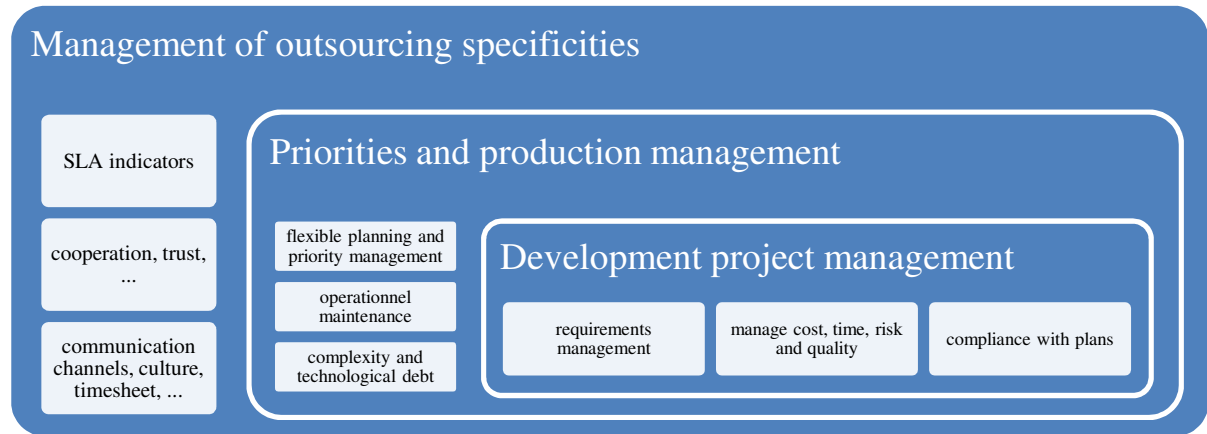 Management of outsourcing specificities
SLA indicators
cooperation, trust,
...
communication
channels, culture,
timesheet, ...
Priorities and production management
flexible planning and
priority management
operationnel
maintenance
complexity and
technological debt
Development project management
requirements
management
manage cost, time, risk
and quality
compliance with plans